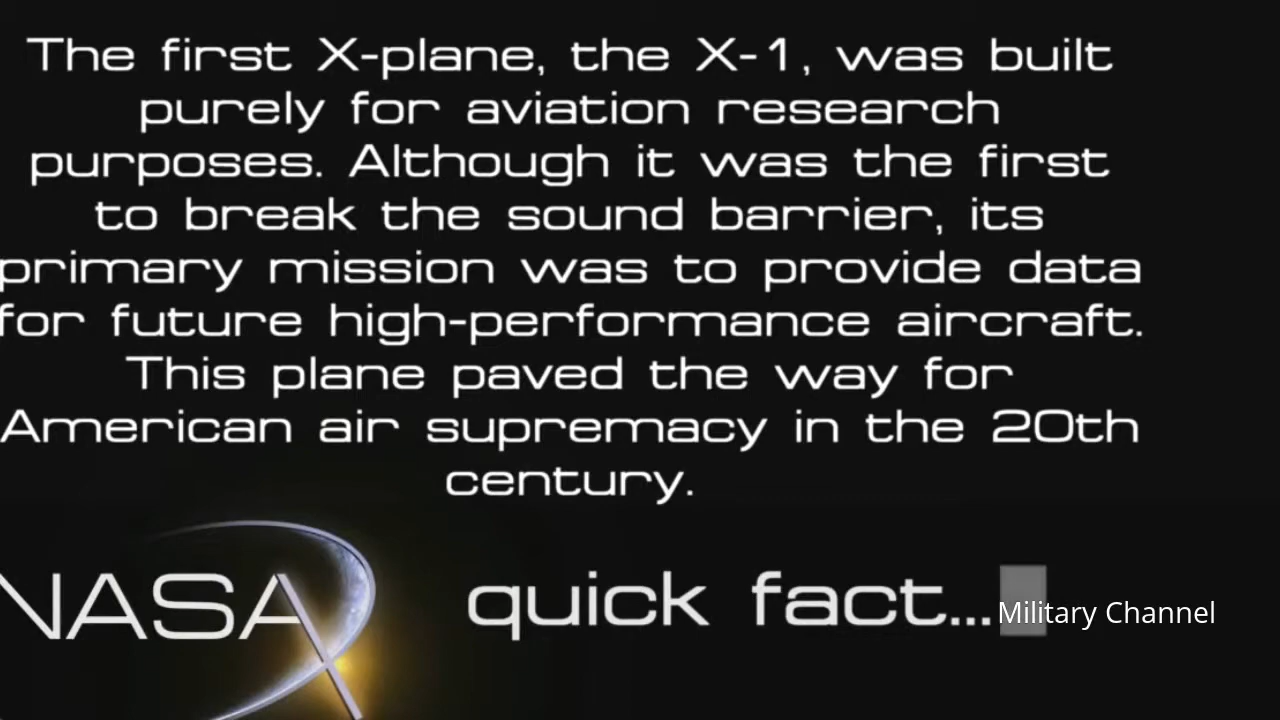 The first X-plane, the X-1, was built
purely for aviation research
purposes. Although it was the first
to break the sound barrier, its
primary mission was to provide data
for future high-performance aircraft.
This plane paved the way for
American air supremacy in the 20th
century.
NASA quick fact...
Military Channel